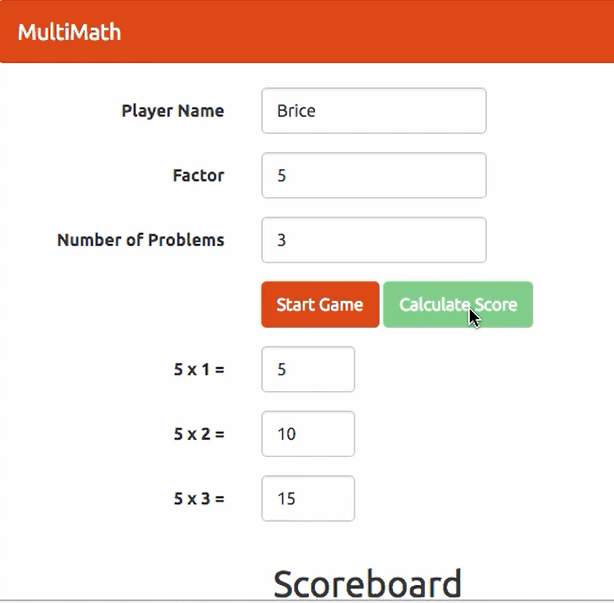 MultiMath
Player Name Brice
Factor 5
Number of Problems 3
Start Game Calculate Score
5 x 1 = 5
5 x 2 = 10
5 x 3 = 15
Scoreboard